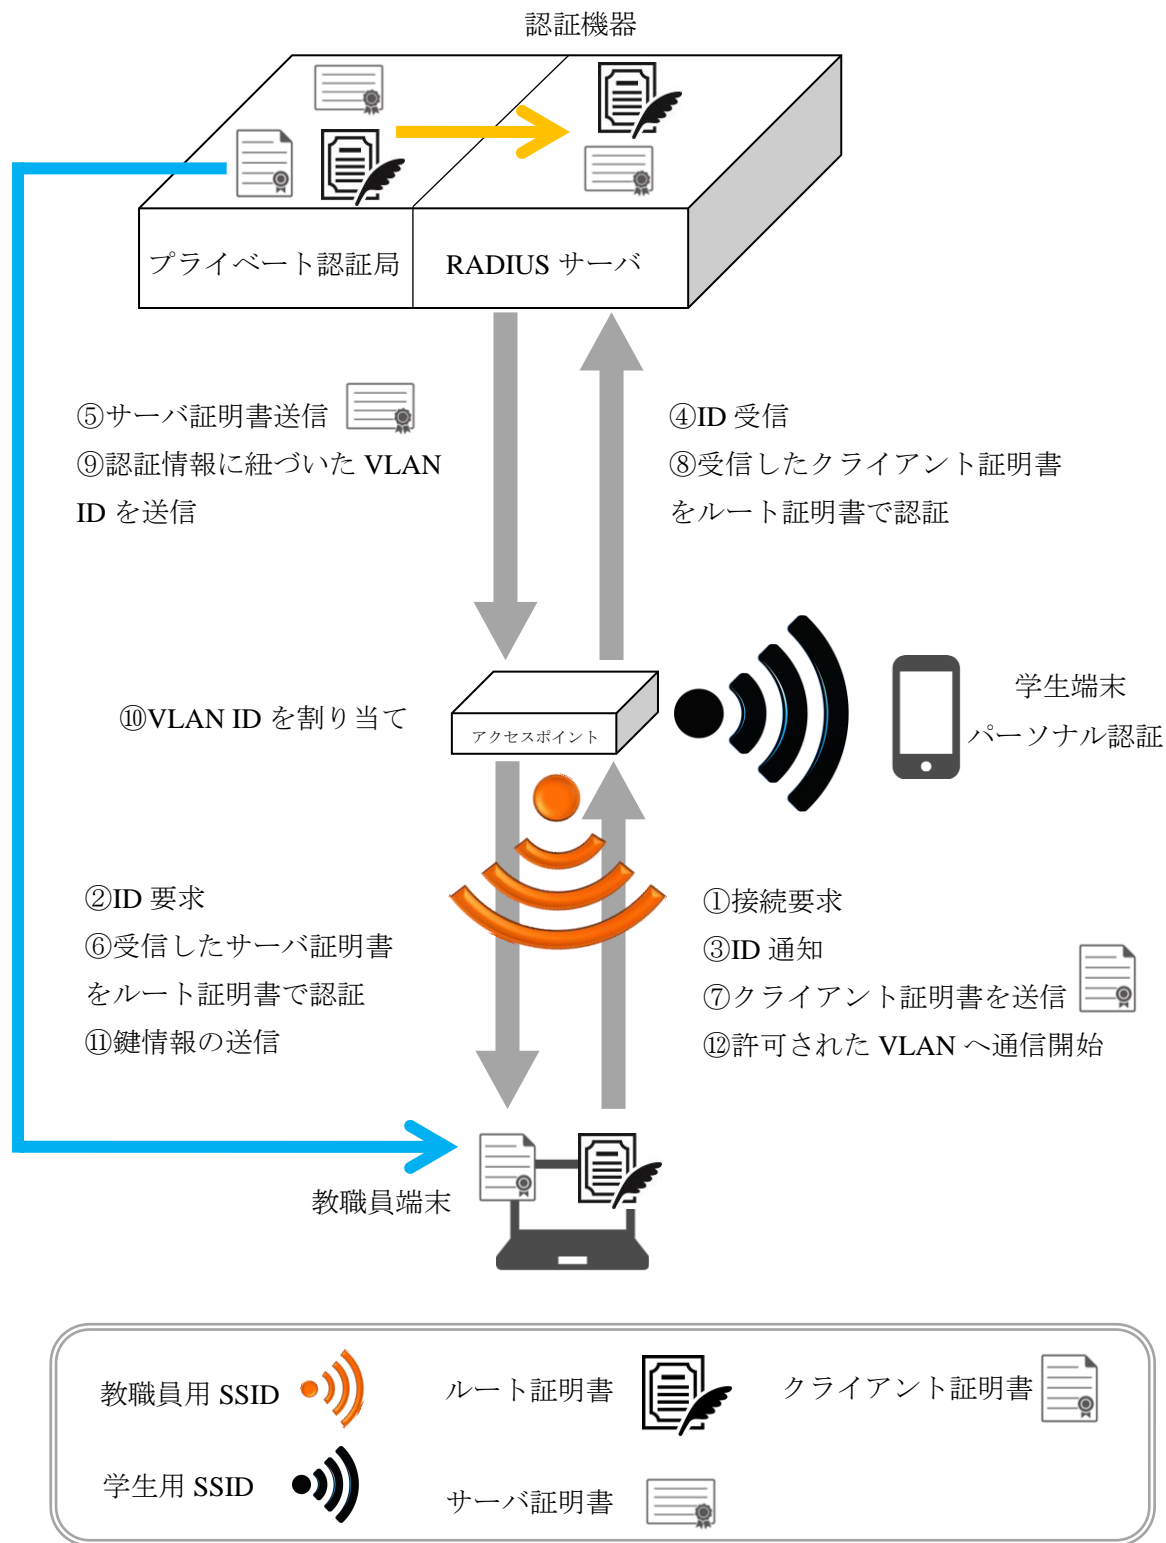 認証機器
プライベート認証局
RADIUS サーバ
⑤サーバ証明書送信
⑨認証情報に紐づいた VLAN
ID を送信
④ID 受信
⑧受信したクライアント証明書
をルート証明書で認証
学生端末
パーソナル認証
⑩VLAN ID を割り当て
アクセスポイント
②ID 要求
⑥受信したサーバ証明書
をルート証明書で認証
⑪鍵情報の送信
①接続要求
③ID 通知
⑦クライアント証明書を送信
⑫許可された VLAN へ通信開始
教職員端末
教職員用 SSID
ルート証明書
クライアント証明書
学生用 SSID
サーバ証明書